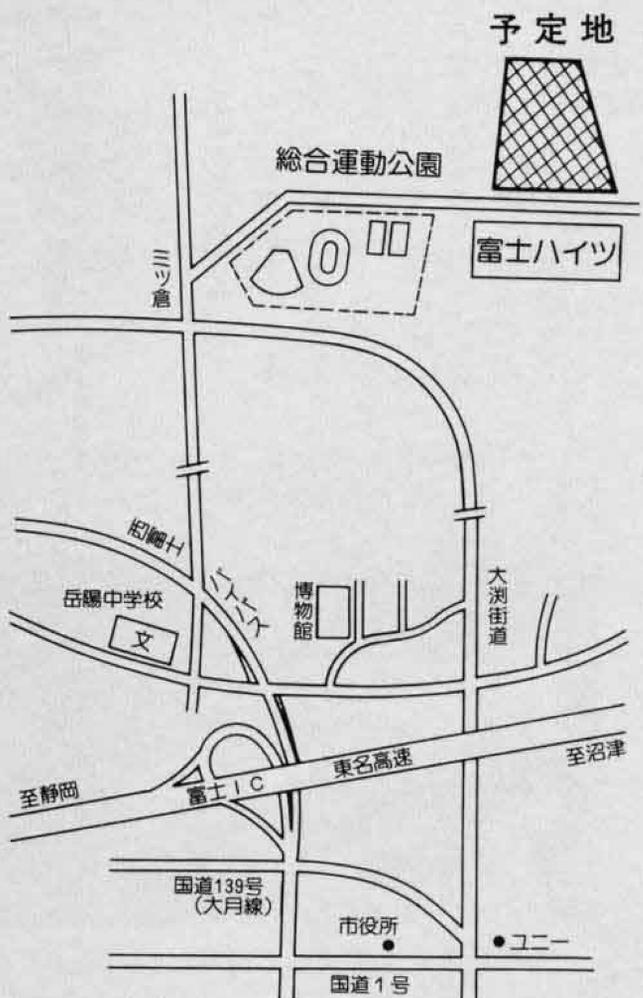 予定地
総合運動公園
富士ハイツ
三ツ倉
西富士
バイパス
岳陽中学校
文
博物館
大渕街道
東名高速
至沼津
至静岡
富士IC
国道139号
(大月線)
市役所
ユニー
国道1号